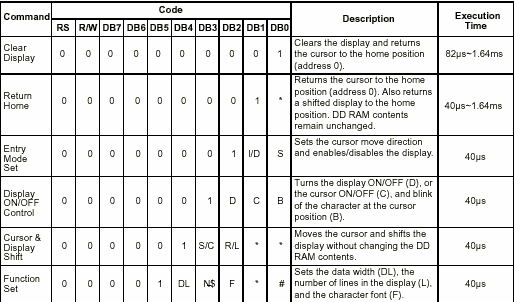 Command Code Description Execution Time
RS R/W DB7 DB6 DB5 DB4 DB3 DB2 DB1 DB0
Clear Display 0 0 0 0 0 0 0 0 0 1 Clears the display and returns the cursor to the home position (address 0). 82µs~1.64ms
Return Home 0 0 0 0 0 0 0 0 1 * Returns the cursor to the home position (address 0). Also returns a shifted display to the home position. DD RAM contents remain unchanged. 40µs~1.64ms
Entry Mode Set 0 0 0 0 0 0 0 1 I/D S Sets the cursor move direction and enables/disables the display. 40µs
Display ON/OFF Control 0 0 0 0 0 0 1 D C B Turns the display ON/OFF (D), or the cursor ON/OFF (C), and blink of the character at the cursor position (B). 40µs
Cursor & Display Shift 0 0 0 0 0 1 S/C R/L * * Moves the cursor and shifts the display without changing the DD RAM contents. 40µs
Function Set 0 0 0 0 1 DL N$ F * # Sets the data width (DL), the number of lines in the display (L), and the character font (F). 40µs